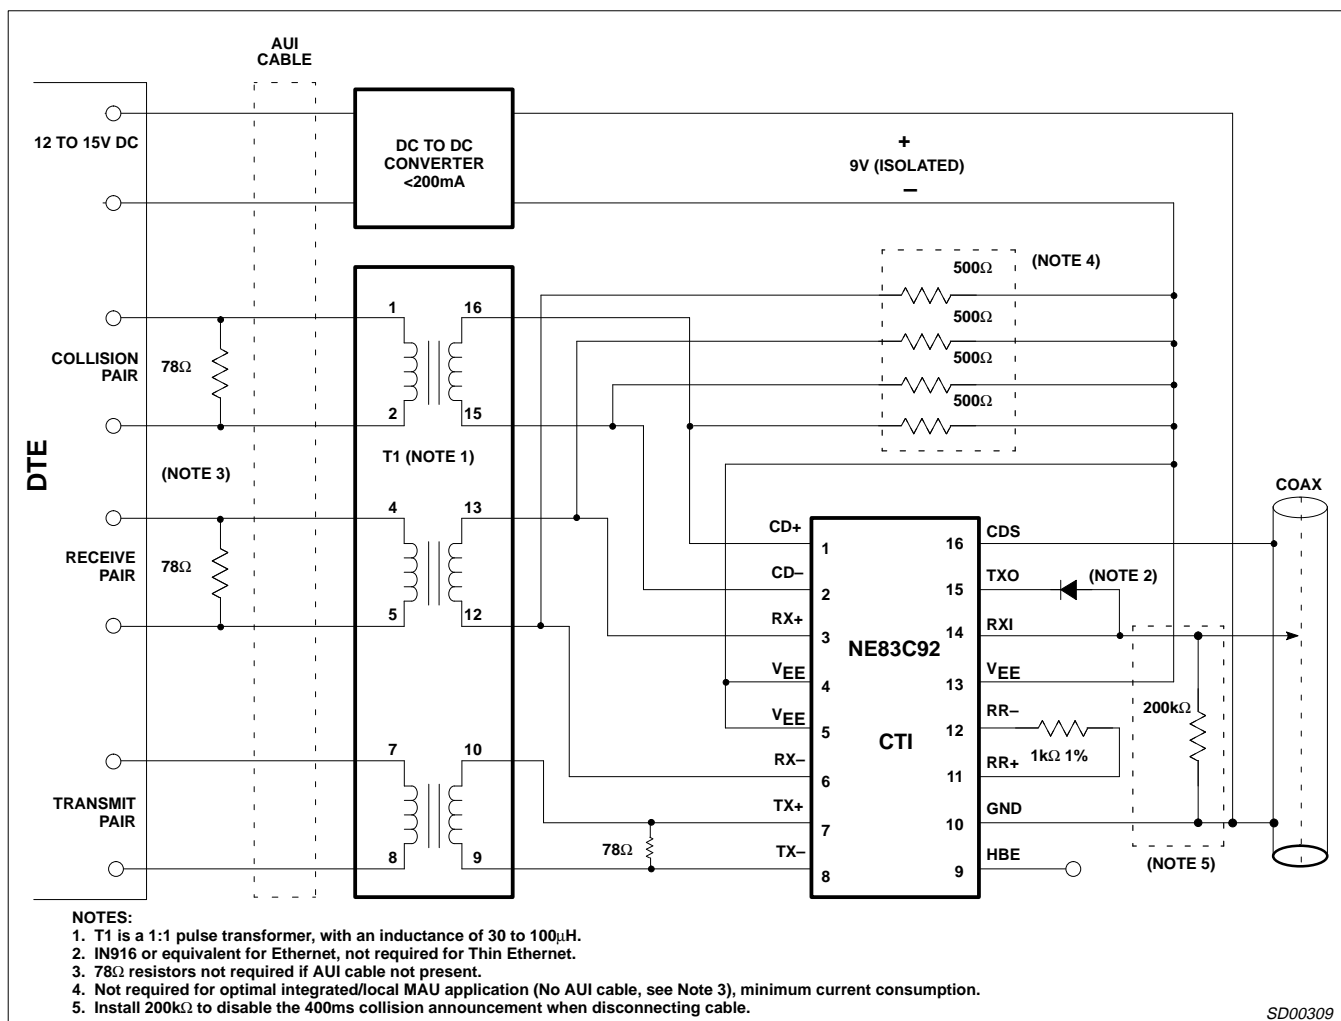 AUI
CABLE
12 TO 15V DC
DC TO DC
CONVERTER
<200mA
+
9V (ISOLATED)
–
500Ω
(NOTE 4)
500Ω
500Ω
500Ω
1
16
COLLISION
PAIR
78Ω
2
15
DTE
(NOTE 3)
T1 (NOTE 1)
COAX
4
13
RECEIVE
PAIR
78Ω
5
12
CD+
1
16
CDS
CD–
2
15
TXO
(NOTE 2)
RX+
3
14
RXI
NE83C92
VEE
4
13
VEE
200kΩ
VEE
5
12
RR–
CTI
1kΩ 1%
RX–
6
11
RR+
7
10
TRANSMIT
PAIR
TX+
7
10
GND
78Ω
8
9
TX–
8
9
HBE
(NOTE 5)
NOTES:
1. T1 is a 1:1 pulse transformer, with an inductance of 30 to 100µH.
2. IN916 or equivalent for Ethernet, not required for Thin Ethernet.
3. 78Ω resistors not required if AUI cable not present.
4. Not required for optimal integrated/local MAU application (No AUI cable, see Note 3), minimum current consumption.
5. Install 200kΩ to disable the 400ms collision announcement when disconnecting cable.
SD00309